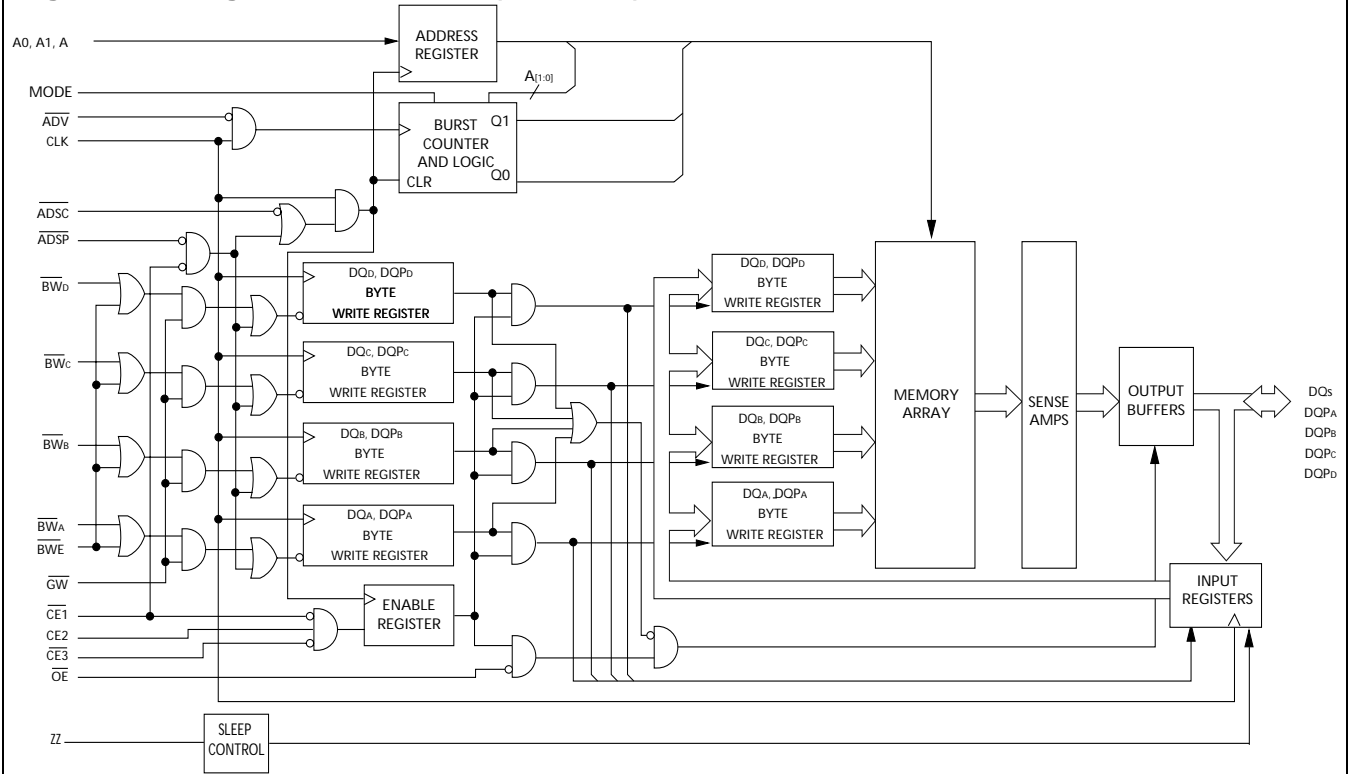 A0, A1, A
ADDRESS
REGISTER
MODE
A[1:0]
ADV
CLK
BURST
COUNTER
AND LOGIC
CLR
Q1
Q0
ADSC
ADSP
BWD
DQD, DQPD
BYTE
WRITE REGISTER
DQD, DQPD
BYTE
WRITE REGISTER
BWC
DQC, DQPC
BYTE
WRITE REGISTER
DQC, DQPC
BYTE
WRITE REGISTER
BWB
DQB, DQPB
BYTE
WRITE REGISTER
DQB, DQPB
BYTE
WRITE REGISTER
BWA
BWE
DQA, DQPA
BYTE
WRITE REGISTER
DQA, DQPA
BYTE
WRITE REGISTER
MEMORY
ARRAY
SENSE
AMPS
OUTPUT
BUFFERS
DQs
DQPA
DQPB
DQPC
DQPD
GW
CE1
CE2
CE3
OE
ENABLE
REGISTER
INPUT
REGISTERS
ZZ
SLEEP
CONTROL